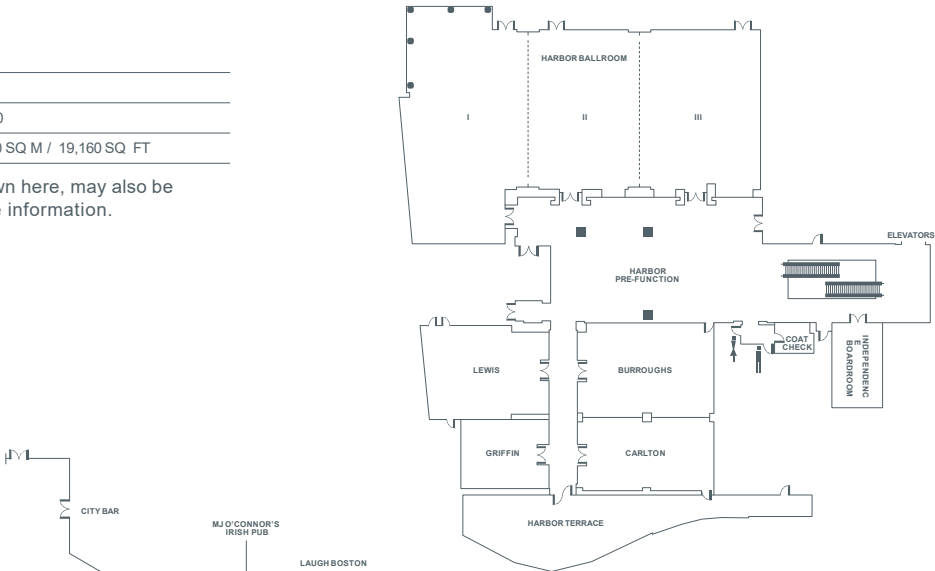 0
0 SQ M / 19,160 SQ FT
wn here, may also be
e information.
HARBOR BALLROOM
I
II
III
ELEVATORS
HARBOR
PRE-FUNCTION
COAT
CHECK
INDEPENDENC
E
BOARDROOM
LEWIS
BURROUGHS
GRIFFIN
CARLTON
HARBOR TERRACE
CITY BAR
MJ O'CONNOR'S
IRISH PUB
LAUGH BOSTON